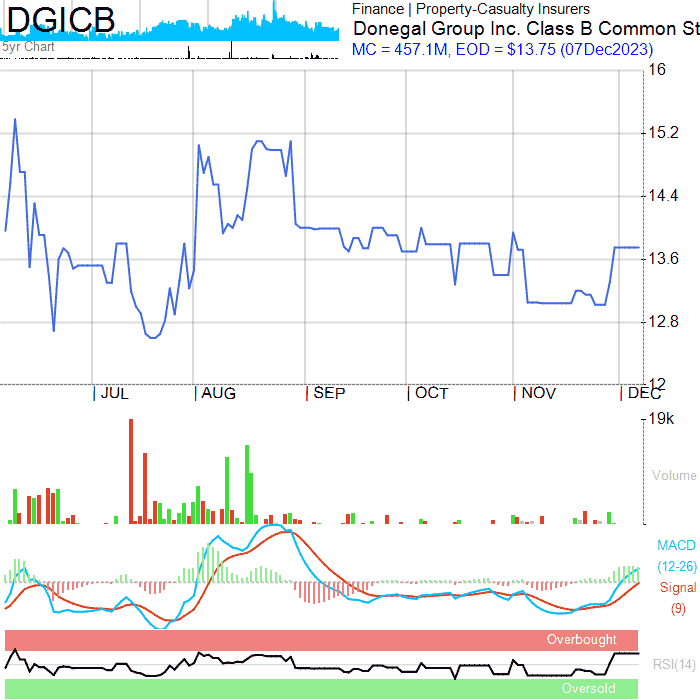 DGICB
5yr Chart
Finance | Property-Casualty Insurers
Donegal Group Inc. Class B Common St
MC = 457.1M, EOD = $13.75 (07Dec2023)
16
15.2
14.4
13.6
12.8
12
JUL AUG SEP OCT NOV DEC
19k
Volume
MACD
(12-26)
Signal
(9)
Overbought
RSI(14)
Oversold